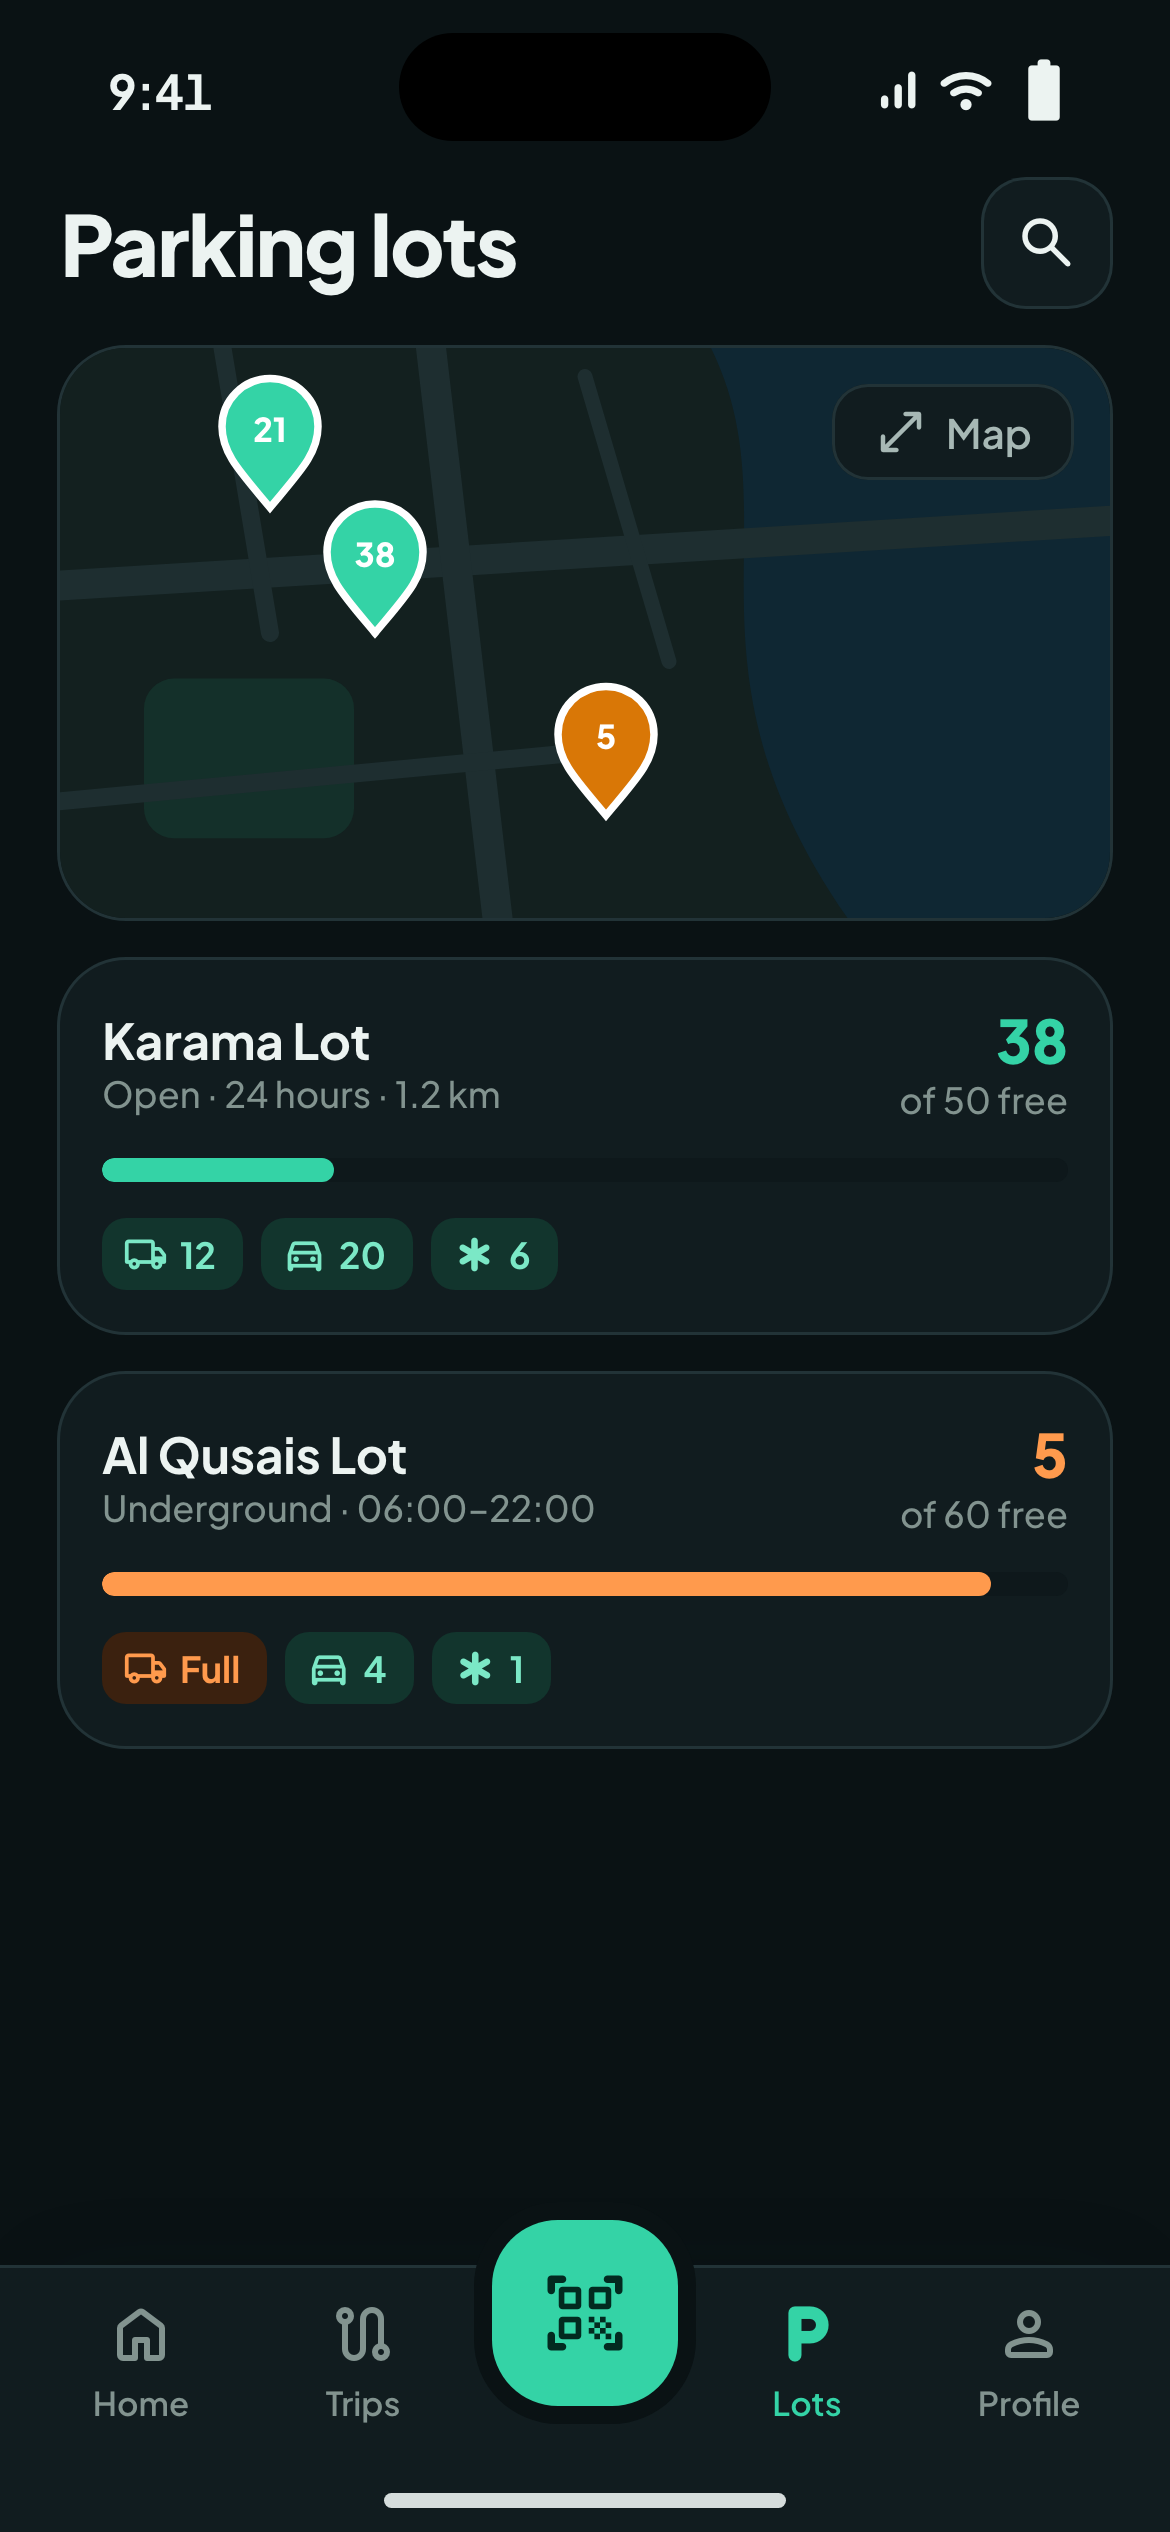 9:41
Parking lots
Map
21
38
5
Karama Lot
38
Open · 24 hours · 1.2 km
of 50 free
12
20
6
Al Qusais Lot
5
Underground · 06:00–22:00
of 60 free
Full
4
1
Home
Trips
P
Lots
Profile